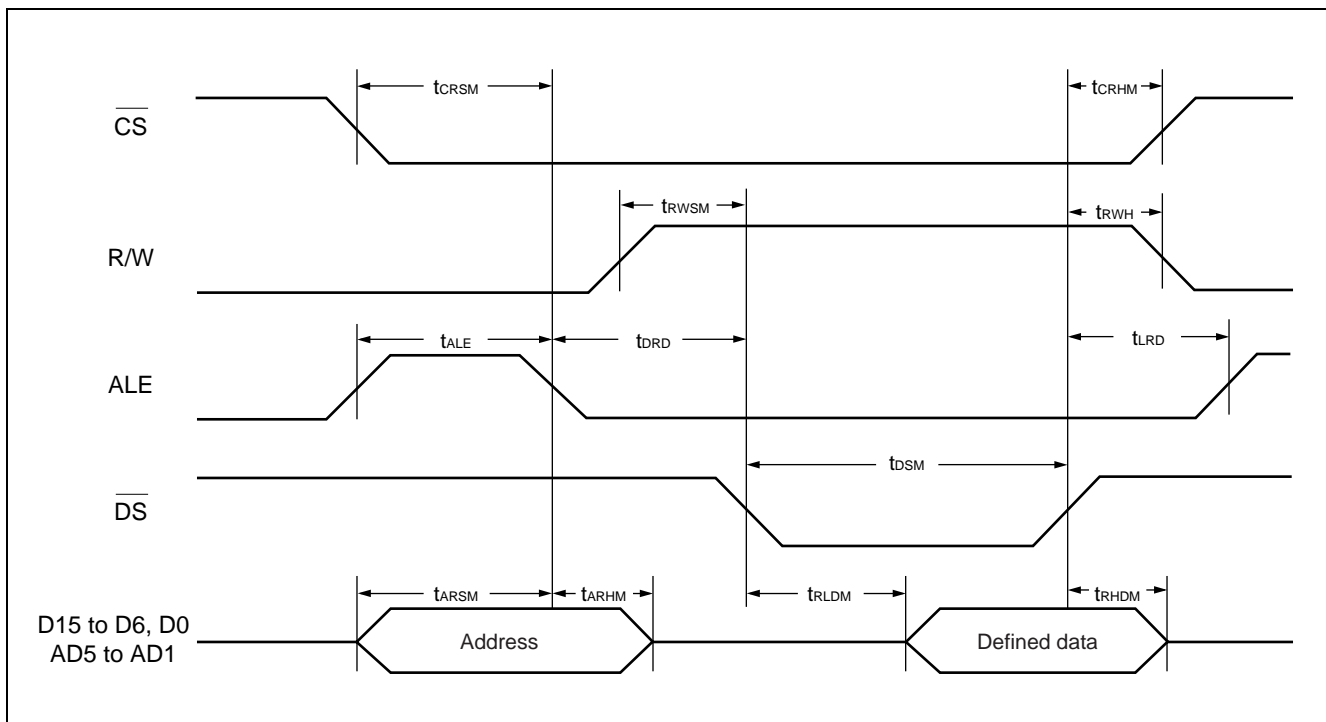 tCRSM
tCRHM
CS
tRWSM
tRWH
R/W
tALE
tDRD
tLRD
ALE
tDSM
DS
tARSM
tARHM
tRLDM
tRHDM
D15 to D6, D0
AD5 to AD1
Address
Defined data